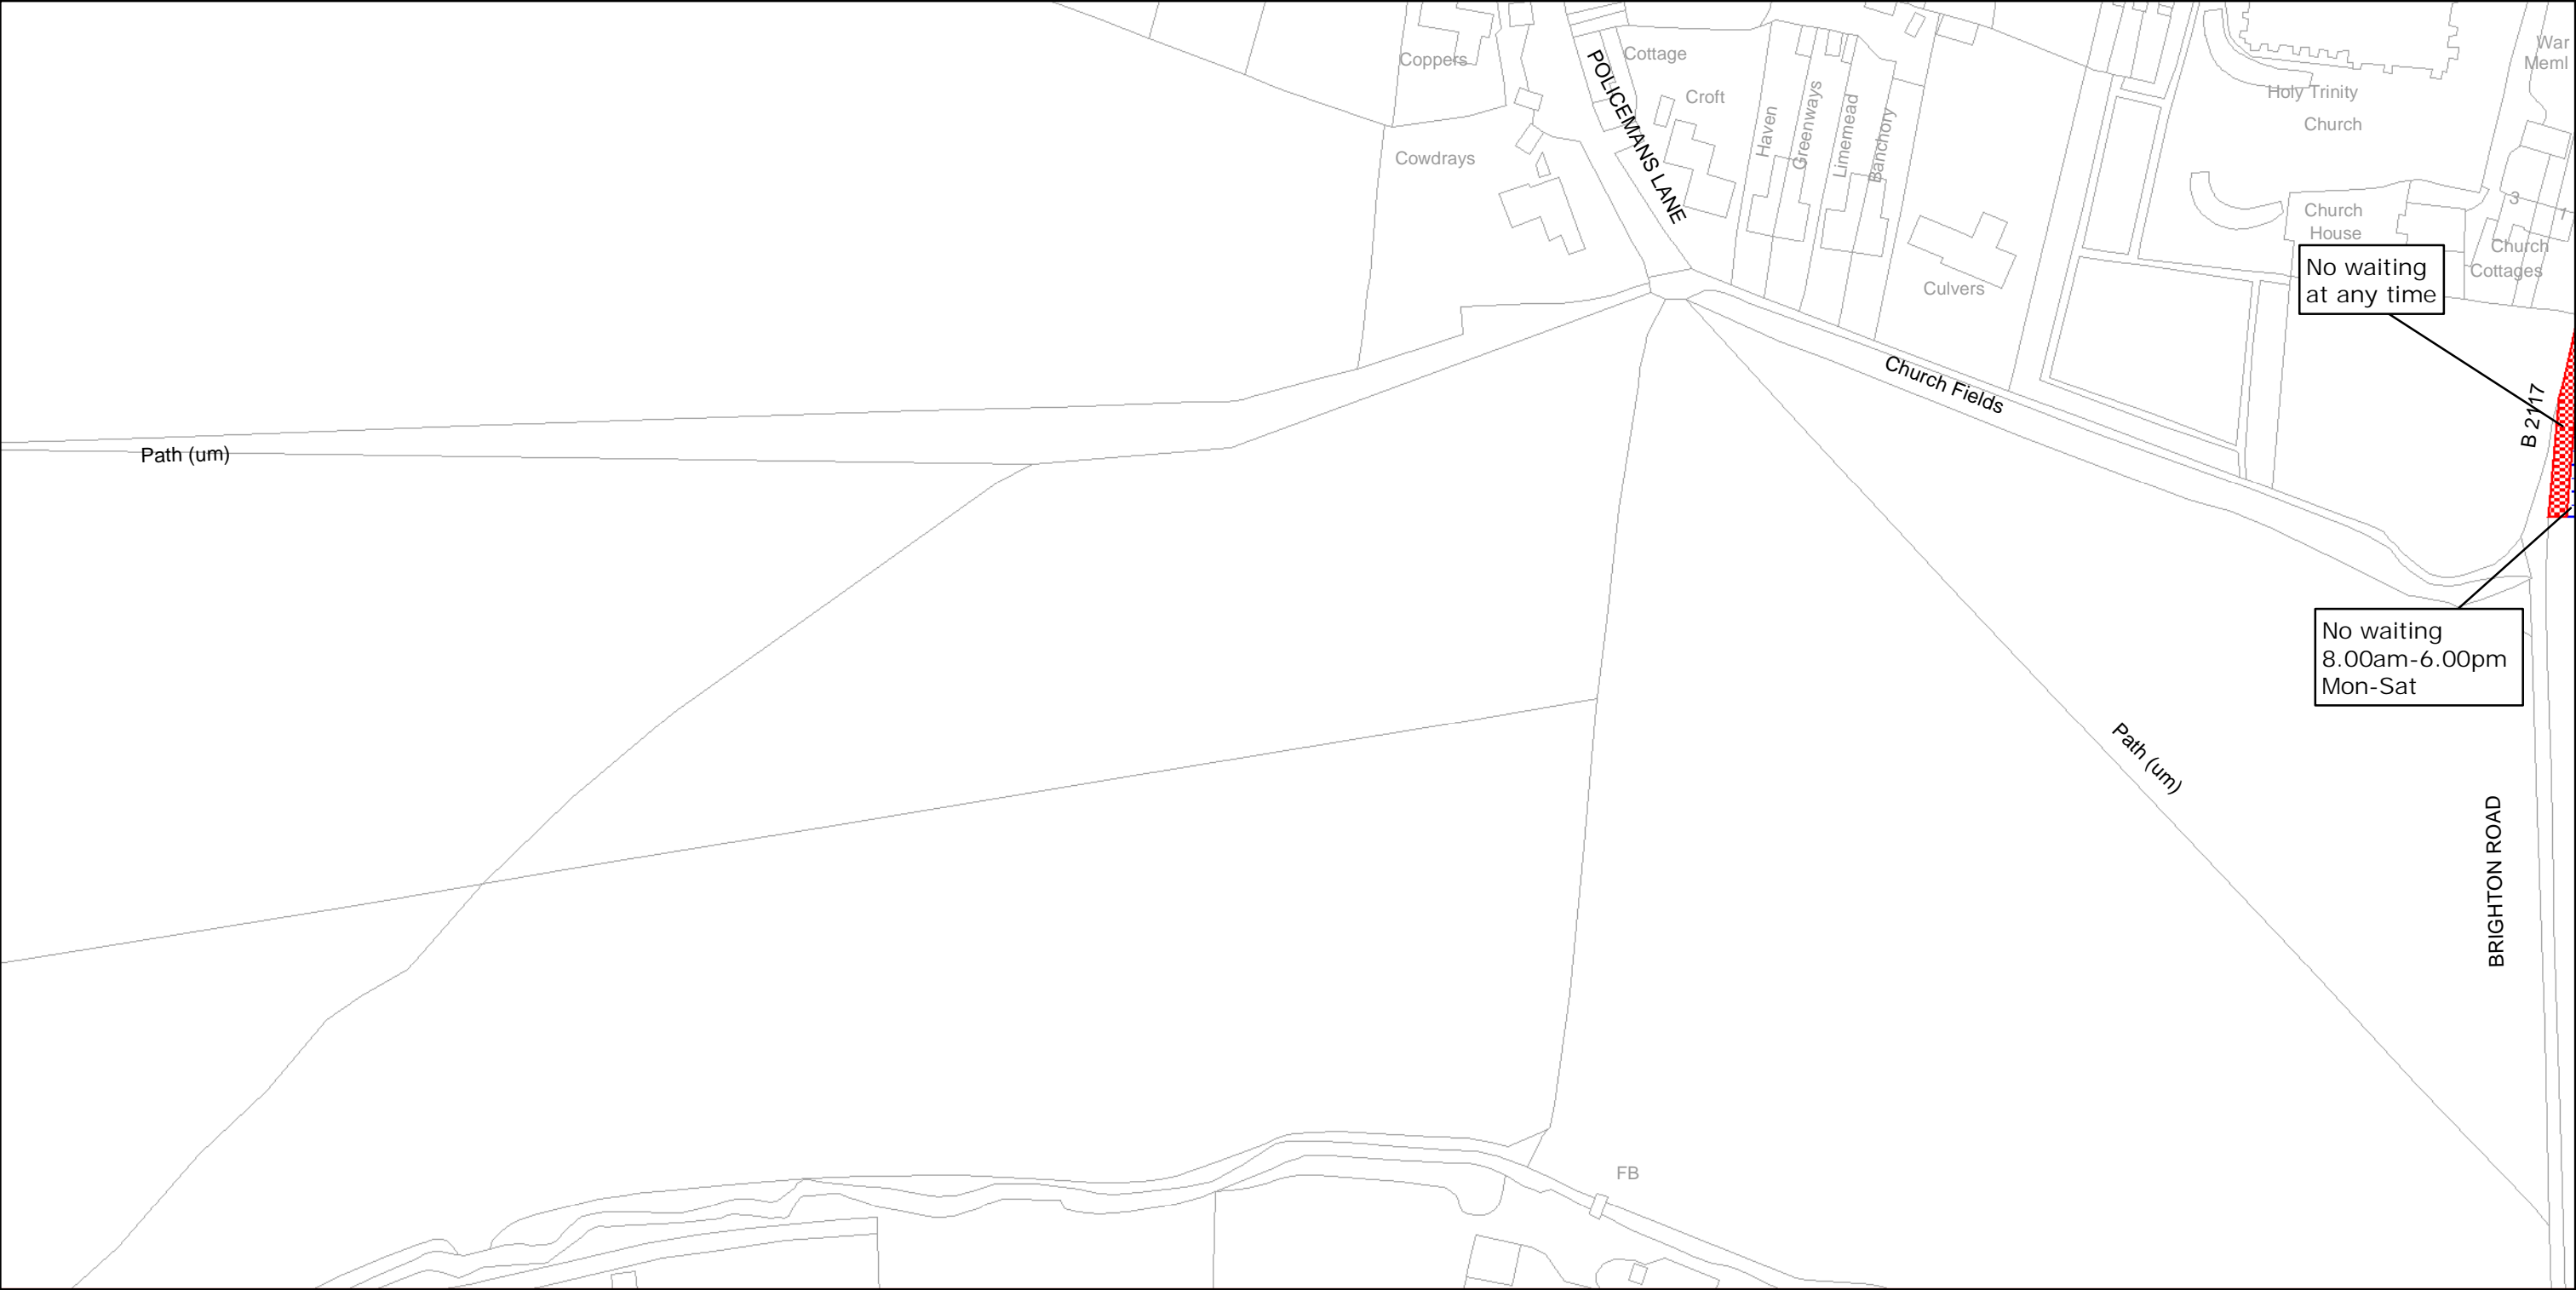 War
Meml
Coppers
Cottage
POLICEMANS LANE
Croft
Holy Trinity
Church
Haven
Greenways
Limemead
Banchory
Cowdrays
3
1
Church
House
Church
Cottages
No waiting
at any time
Culvers
Church Fields
B 2117
Path (um)
No waiting
8.00am-6.00pm
Mon-Sat
Path (um)
BRIGHTON ROAD
FB